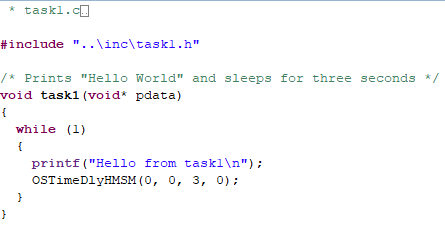 * task1.c..
#include "..\inc\task1.h"
/* Prints "Hello World" and sleeps for three seconds */
void task1(void* pdata)
{
  while (1)
  {
    printf("Hello from task1\n");
    OSTimeDlyHMSM(0, 0, 3, 0);
  }
}